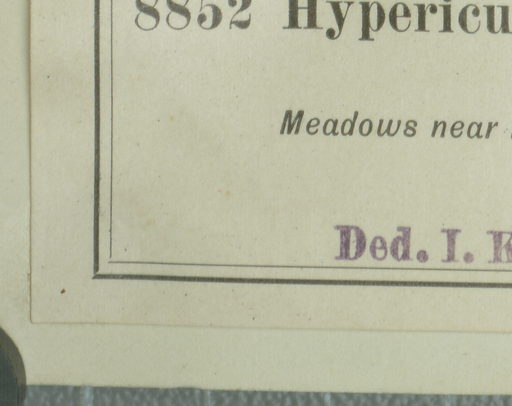 8852 Hypericu
Meadows near
Ded. I.